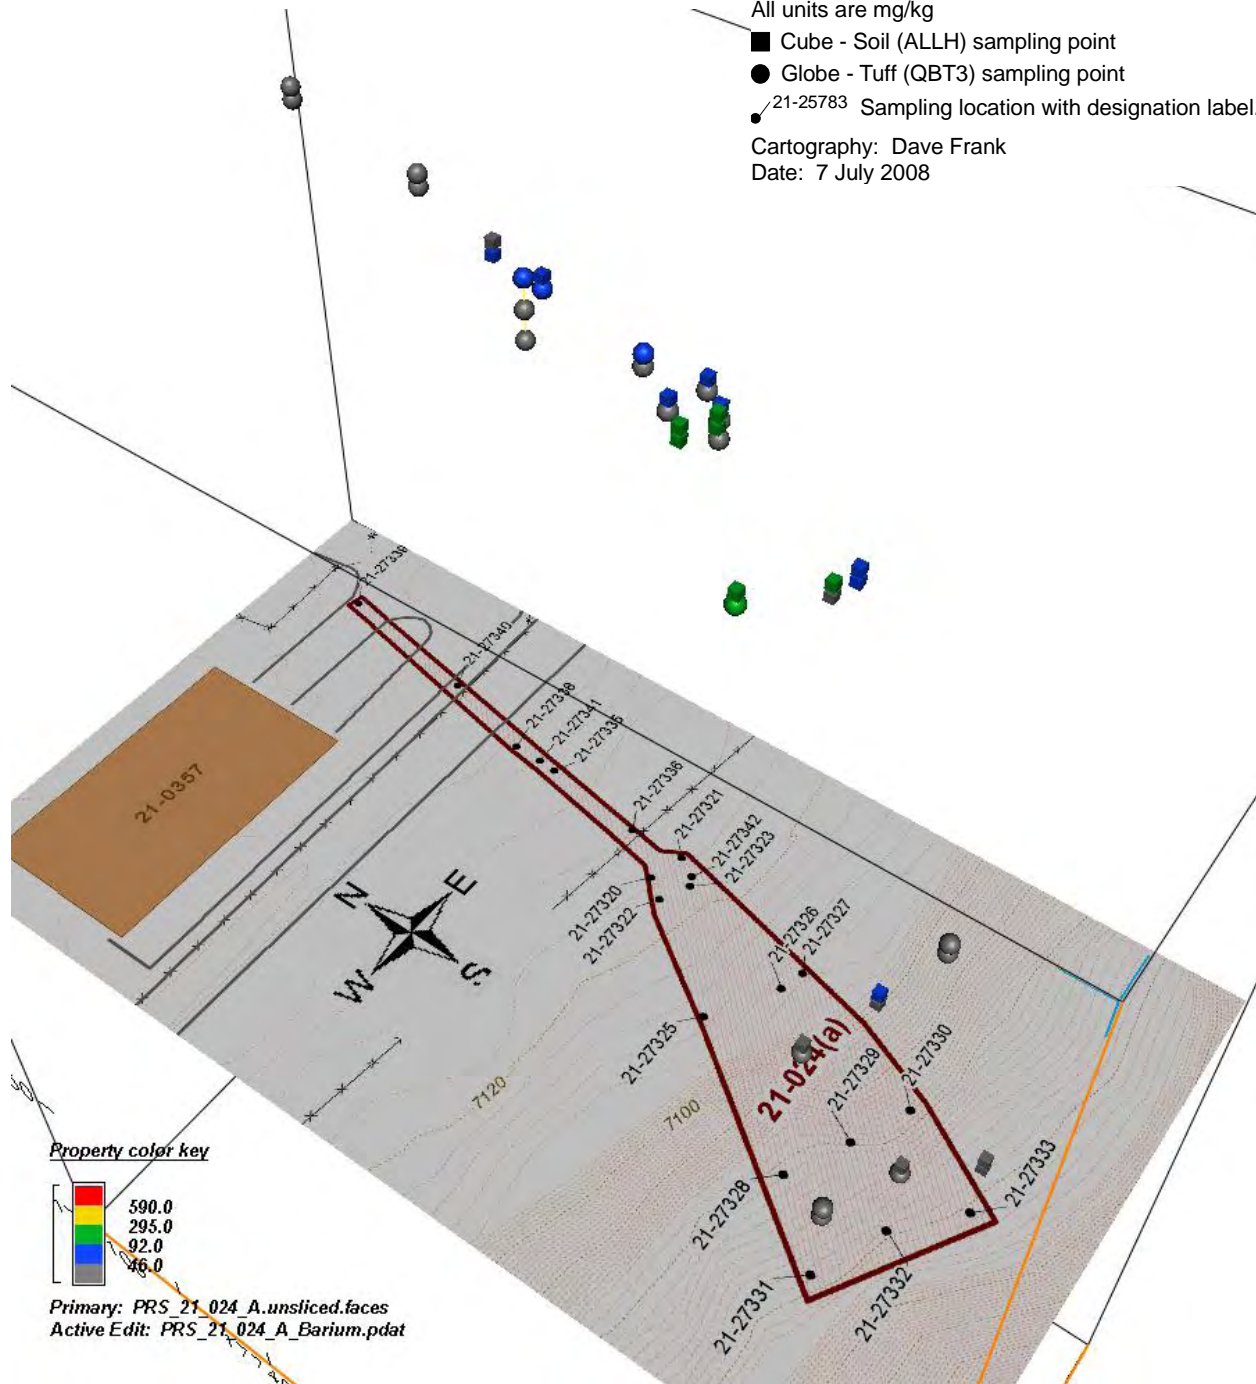 All units are mg/kg
Cube - Soil (ALLH) sampling point
Globe - Tuff (QBT3) sampling point
21-25783 Sampling location with designation label.
Cartography: Dave Frank
Date: 7 July 2008
21-27339
21-27340
21-27338
21-27341
21-27335
21-0357
21-27336
21-27321
21-27342
21-27323
N
E
W
S
21-27320
21-27322
21-27326
21-27327
21-27325
21-024(a)
21-27329
21-27330
7120
7100
21-27328
21-27333
21-27331
21-27332
Property color key
590.0
295.0
92.0
46.0
Primary: PRS_21_024_A.unsliced.faces
Active Edit: PRS_21_024_A_Barium.pdat